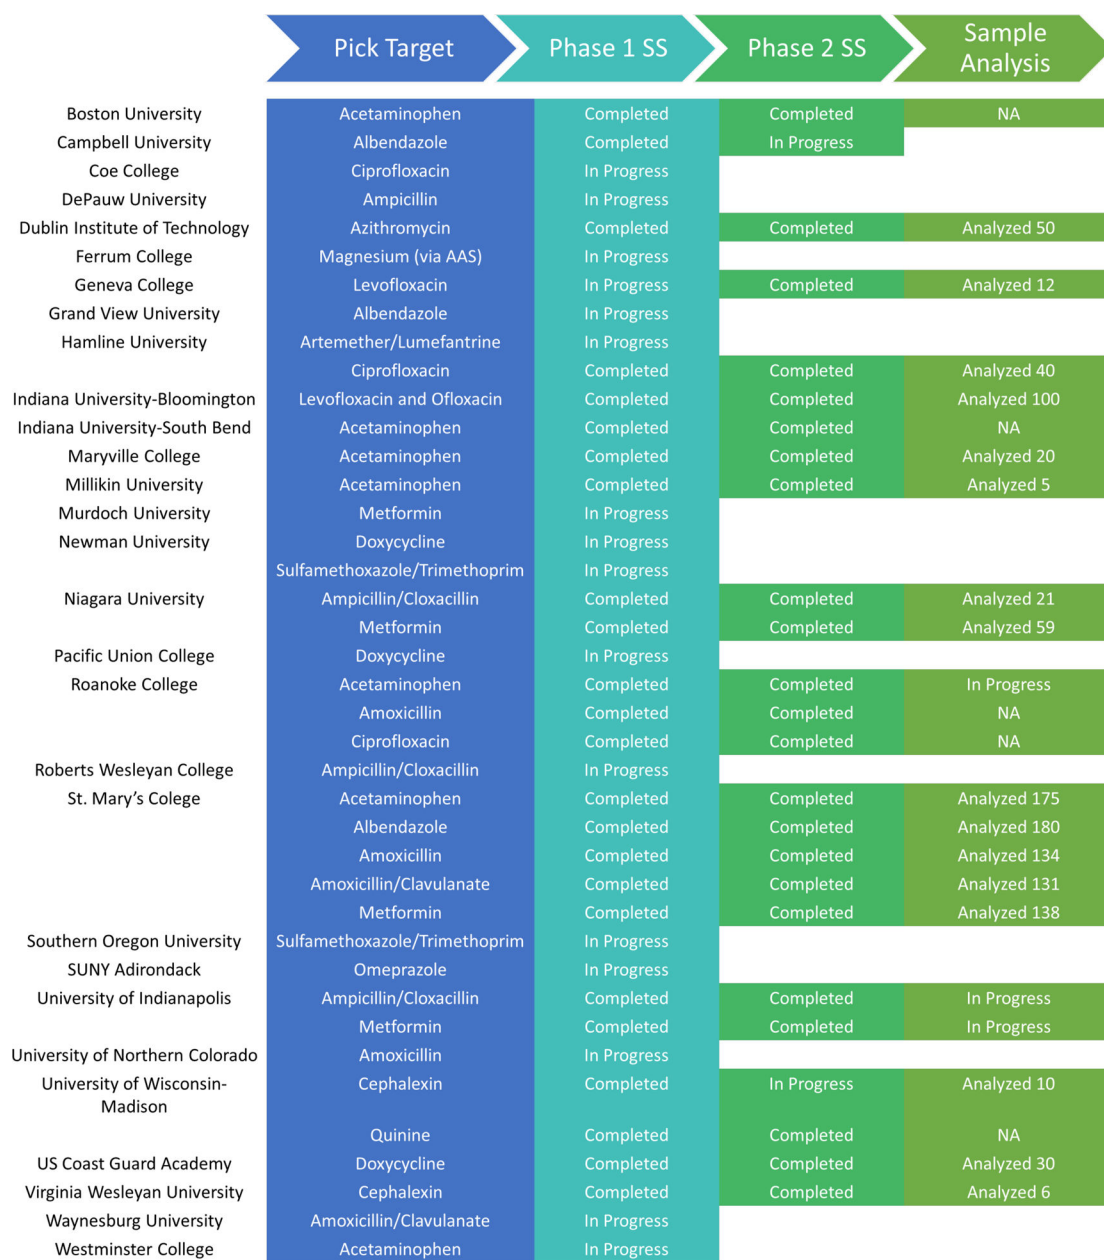 Pick Target Phase 1 SS Phase 2 SS Sample
Analysis
Boston University Acetaminophen Completed Completed NA
Campbell University Albendazole Completed In Progress
Coe College Ciprofloxacin In Progress
DePauw University Ampicillin In Progress
Dublin Institute of Technology Azithromycin Completed Completed Analyzed 50
Ferrum College Magnesium (via AAS) In Progress
Geneva College Levofloxacin In Progress Completed Analyzed 12
Grand View University Albendazole In Progress
Hamline University Artemether/Lumefantrine In Progress
Ciprofloxacin Completed Completed Analyzed 40
Indiana University-Bloomington Levofloxacin and Ofloxacin Completed Completed Analyzed 100
Indiana University-South Bend Acetaminophen Completed Completed NA
Maryville College Acetaminophen Completed Completed Analyzed 20
Millikin University Acetaminophen Completed Completed Analyzed 5
Murdoch University Metformin In Progress
Newman University Doxycycline In Progress
Sulfamethoxazole/Trimethoprim In Progress
Niagara University Ampicillin/Cloxacillin Completed Completed Analyzed 21
Metformin Completed Completed Analyzed 59
Pacific Union College Doxycycline In Progress
Roanoke College Acetaminophen Completed Completed In Progress
Amoxicillin Completed Completed NA
Ciprofloxacin Completed Completed NA
Roberts Wesleyan College Ampicillin/Cloxacillin In Progress
St. Mary's Colege Acetaminophen Completed Completed Analyzed 175
Albendazole Completed Completed Analyzed 180
Amoxicillin Completed Completed Analyzed 134
Amoxicillin/Clavulanate Completed Completed Analyzed 131
Metformin Completed Completed Analyzed 138
Southern Oregon University Sulfamethoxazole/Trimethoprim In Progress
SUNY Adirondack Omeprazole In Progress
University of Indianapolis Ampicillin/Cloxacillin Completed Completed In Progress
Metformin Completed Completed In Progress
University of Northern Colorado Amoxicillin In Progress
University of Wisconsin- Cephalexin Completed In Progress Analyzed 10
Madison
Quinine Completed Completed NA
US Coast Guard Academy Doxycycline Completed Completed Analyzed 30
Virginia Wesleyan University Cephalexin Completed Completed Analyzed 6
Waynesburg University Amoxicillin/Clavulanate In Progress
Westminster College Acetaminophen In Progress